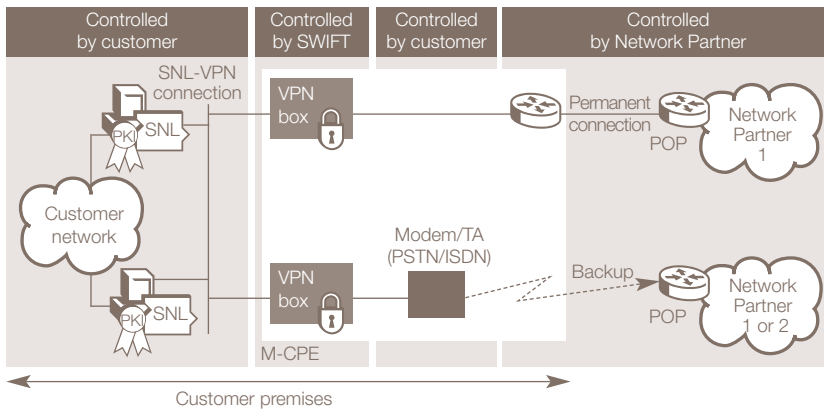 Controlled
by customer
Controlled
by SWIFT
Controlled
by customer
Controlled
by Network Partner
SNL-VPN
connection
PKI
SNL
VPN
box
Permanent
connection
POP
Network
Partner
1
Customer
network
Modem/TA
(PSTN/ISDN)
PKI
SNL
VPN
box
Backup
POP
Network
Partner
1 or 2
M-CPE
Customer premises